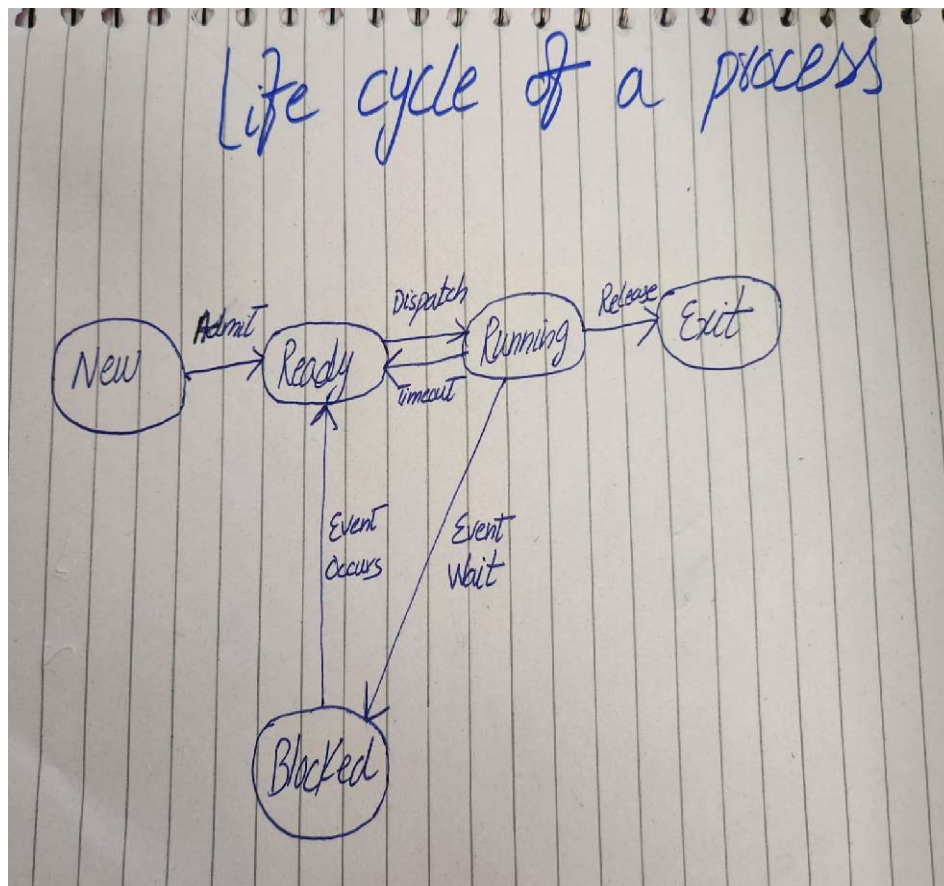 Life cycle of a process
Dispatch
Release
Admit
New
Ready
Running
Exit
Timeout
Event
Occurs
Event
Wait
Blocked